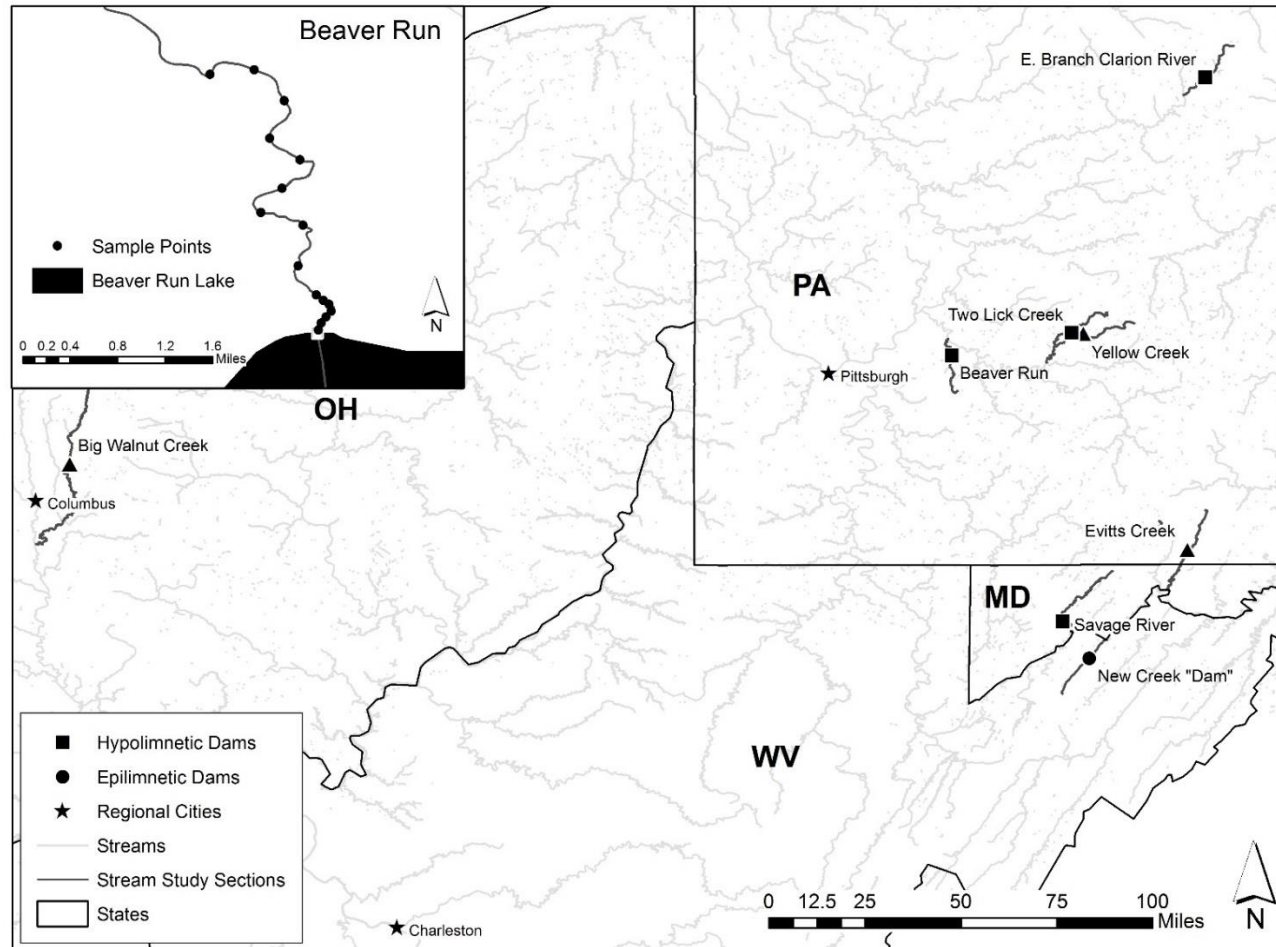 Beaver Run
Sample Points
Beaver Run Lake
N
0 0.2 0.4 0.8 1.2 1.6
Miles
E. Branch Clarion River
PA
Two Lick Creek
Yellow Creek
Beaver Run
Pittsburgh
OH
Big Walnut Creek
Columbus
Evitts Creek
MD
Savage River
New Creek "Dam"
WV
Hypolimnetic Dams
Epilimnetic Dams
Regional Cities
Streams
Stream Study Sections
States
Charleston
0 12.5 25 50 75 100
Miles
N